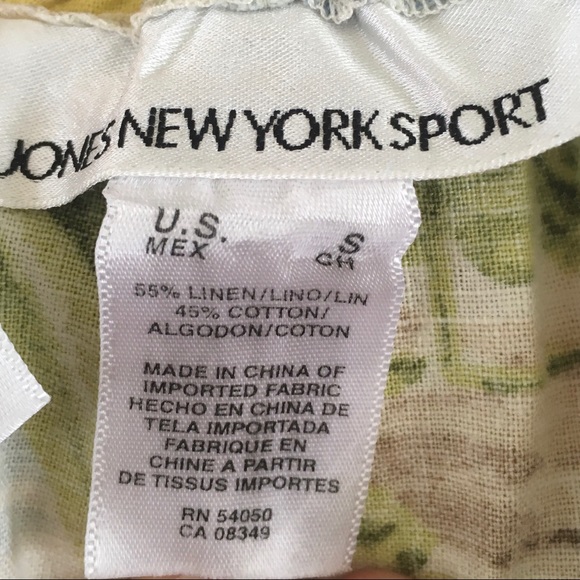 JONES NEW YORK SPORT
U.S. S
MEX CH
55% LINEN/LINO/LIN
45% COTTON/
ALGODON/COTON
MADE IN CHINA OF
IMPORTED FABRIC
HECHO EN CHINA DE
TELA IMPORTADA
FABRIQUE EN
CHINE A PARTIR
DE TISSUS IMPORTES
RN 54050
CA 08349